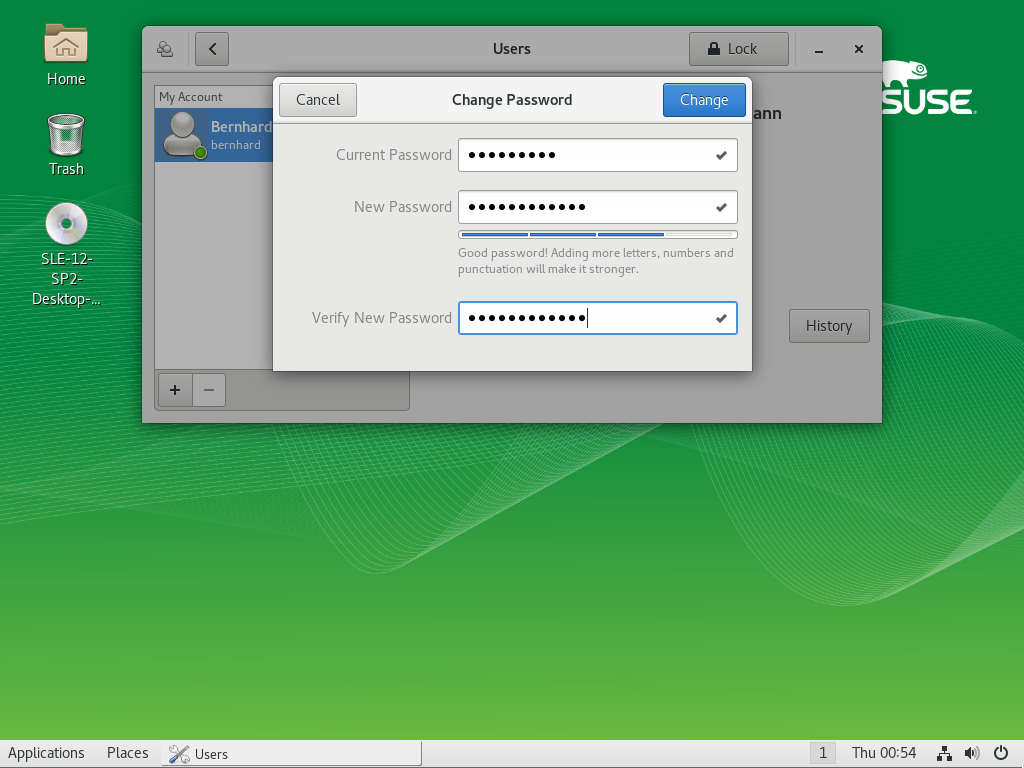 Home
Trash
SLE-12-
SP2-
Desktop-...
Users
Lock
SUSE
My Account
Bernhard
bernhard
ann
Cancel
Change Password
Change
Current Password
New Password
Good password! Adding more letters, numbers and
punctuation will make it stronger.
Verify New Password
History
Applications
Places
Users
1
Thu 00:54